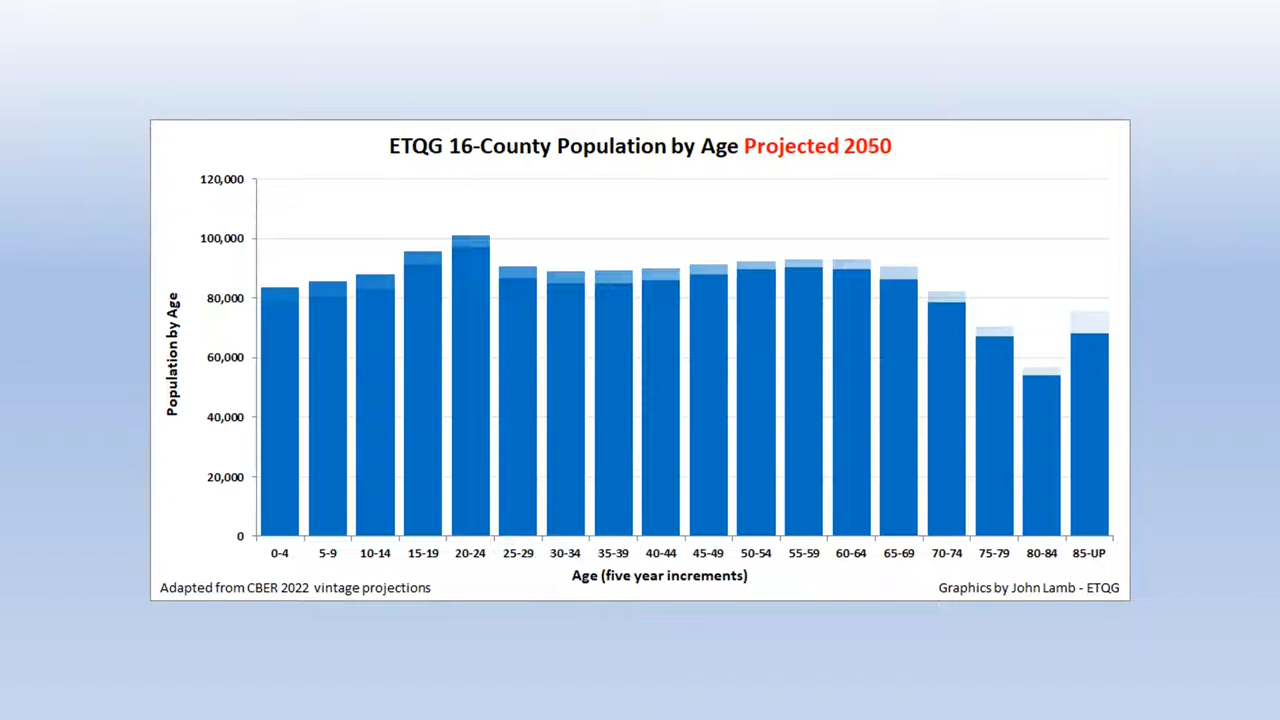 ETQG 16-County Population by Age Projected 2050
120,000
100,000
80,000
60,000
40,000
20,000
0
Population by Age
0-4 5-9 10-14 15-19 20-24 25-29 30-34 35-39 40-44 45-49 50-54 55-59 60-64 65-69 70-74 75-79 80-84 85-UP
Age (five year increments)
Adapted from CBER 2022 vintage projections
Graphics by John Lamb - ETQG